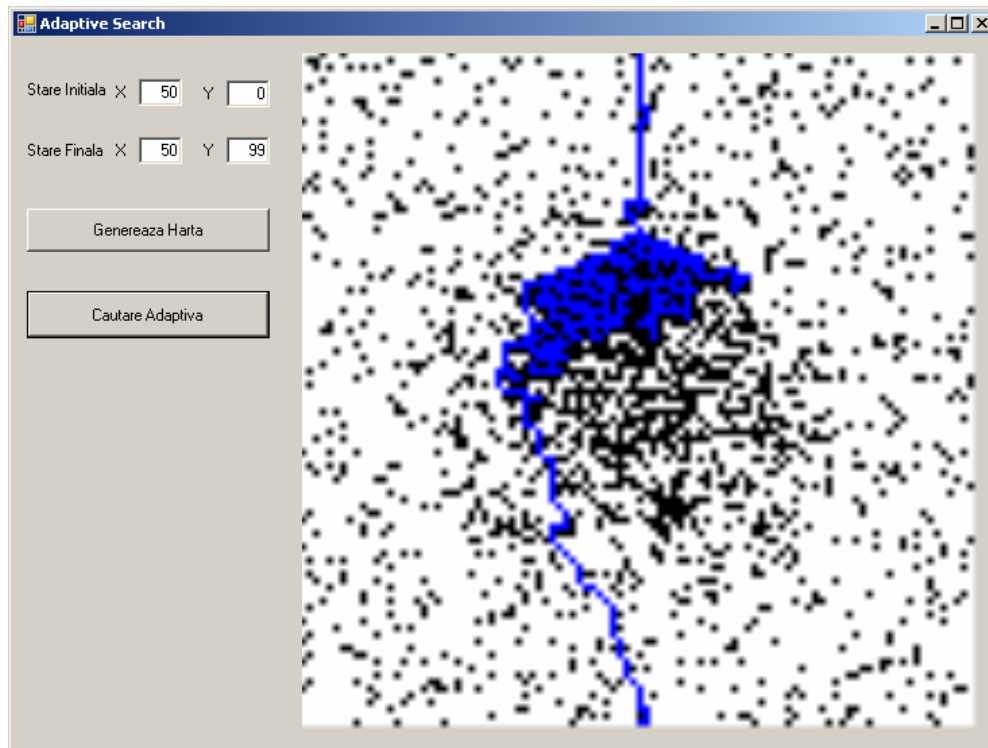 Adaptive Search
Stare Initiala X 50 Y 0
Stare Finala X 50 Y 99
Genereaza Harta
Cautare Adaptiva